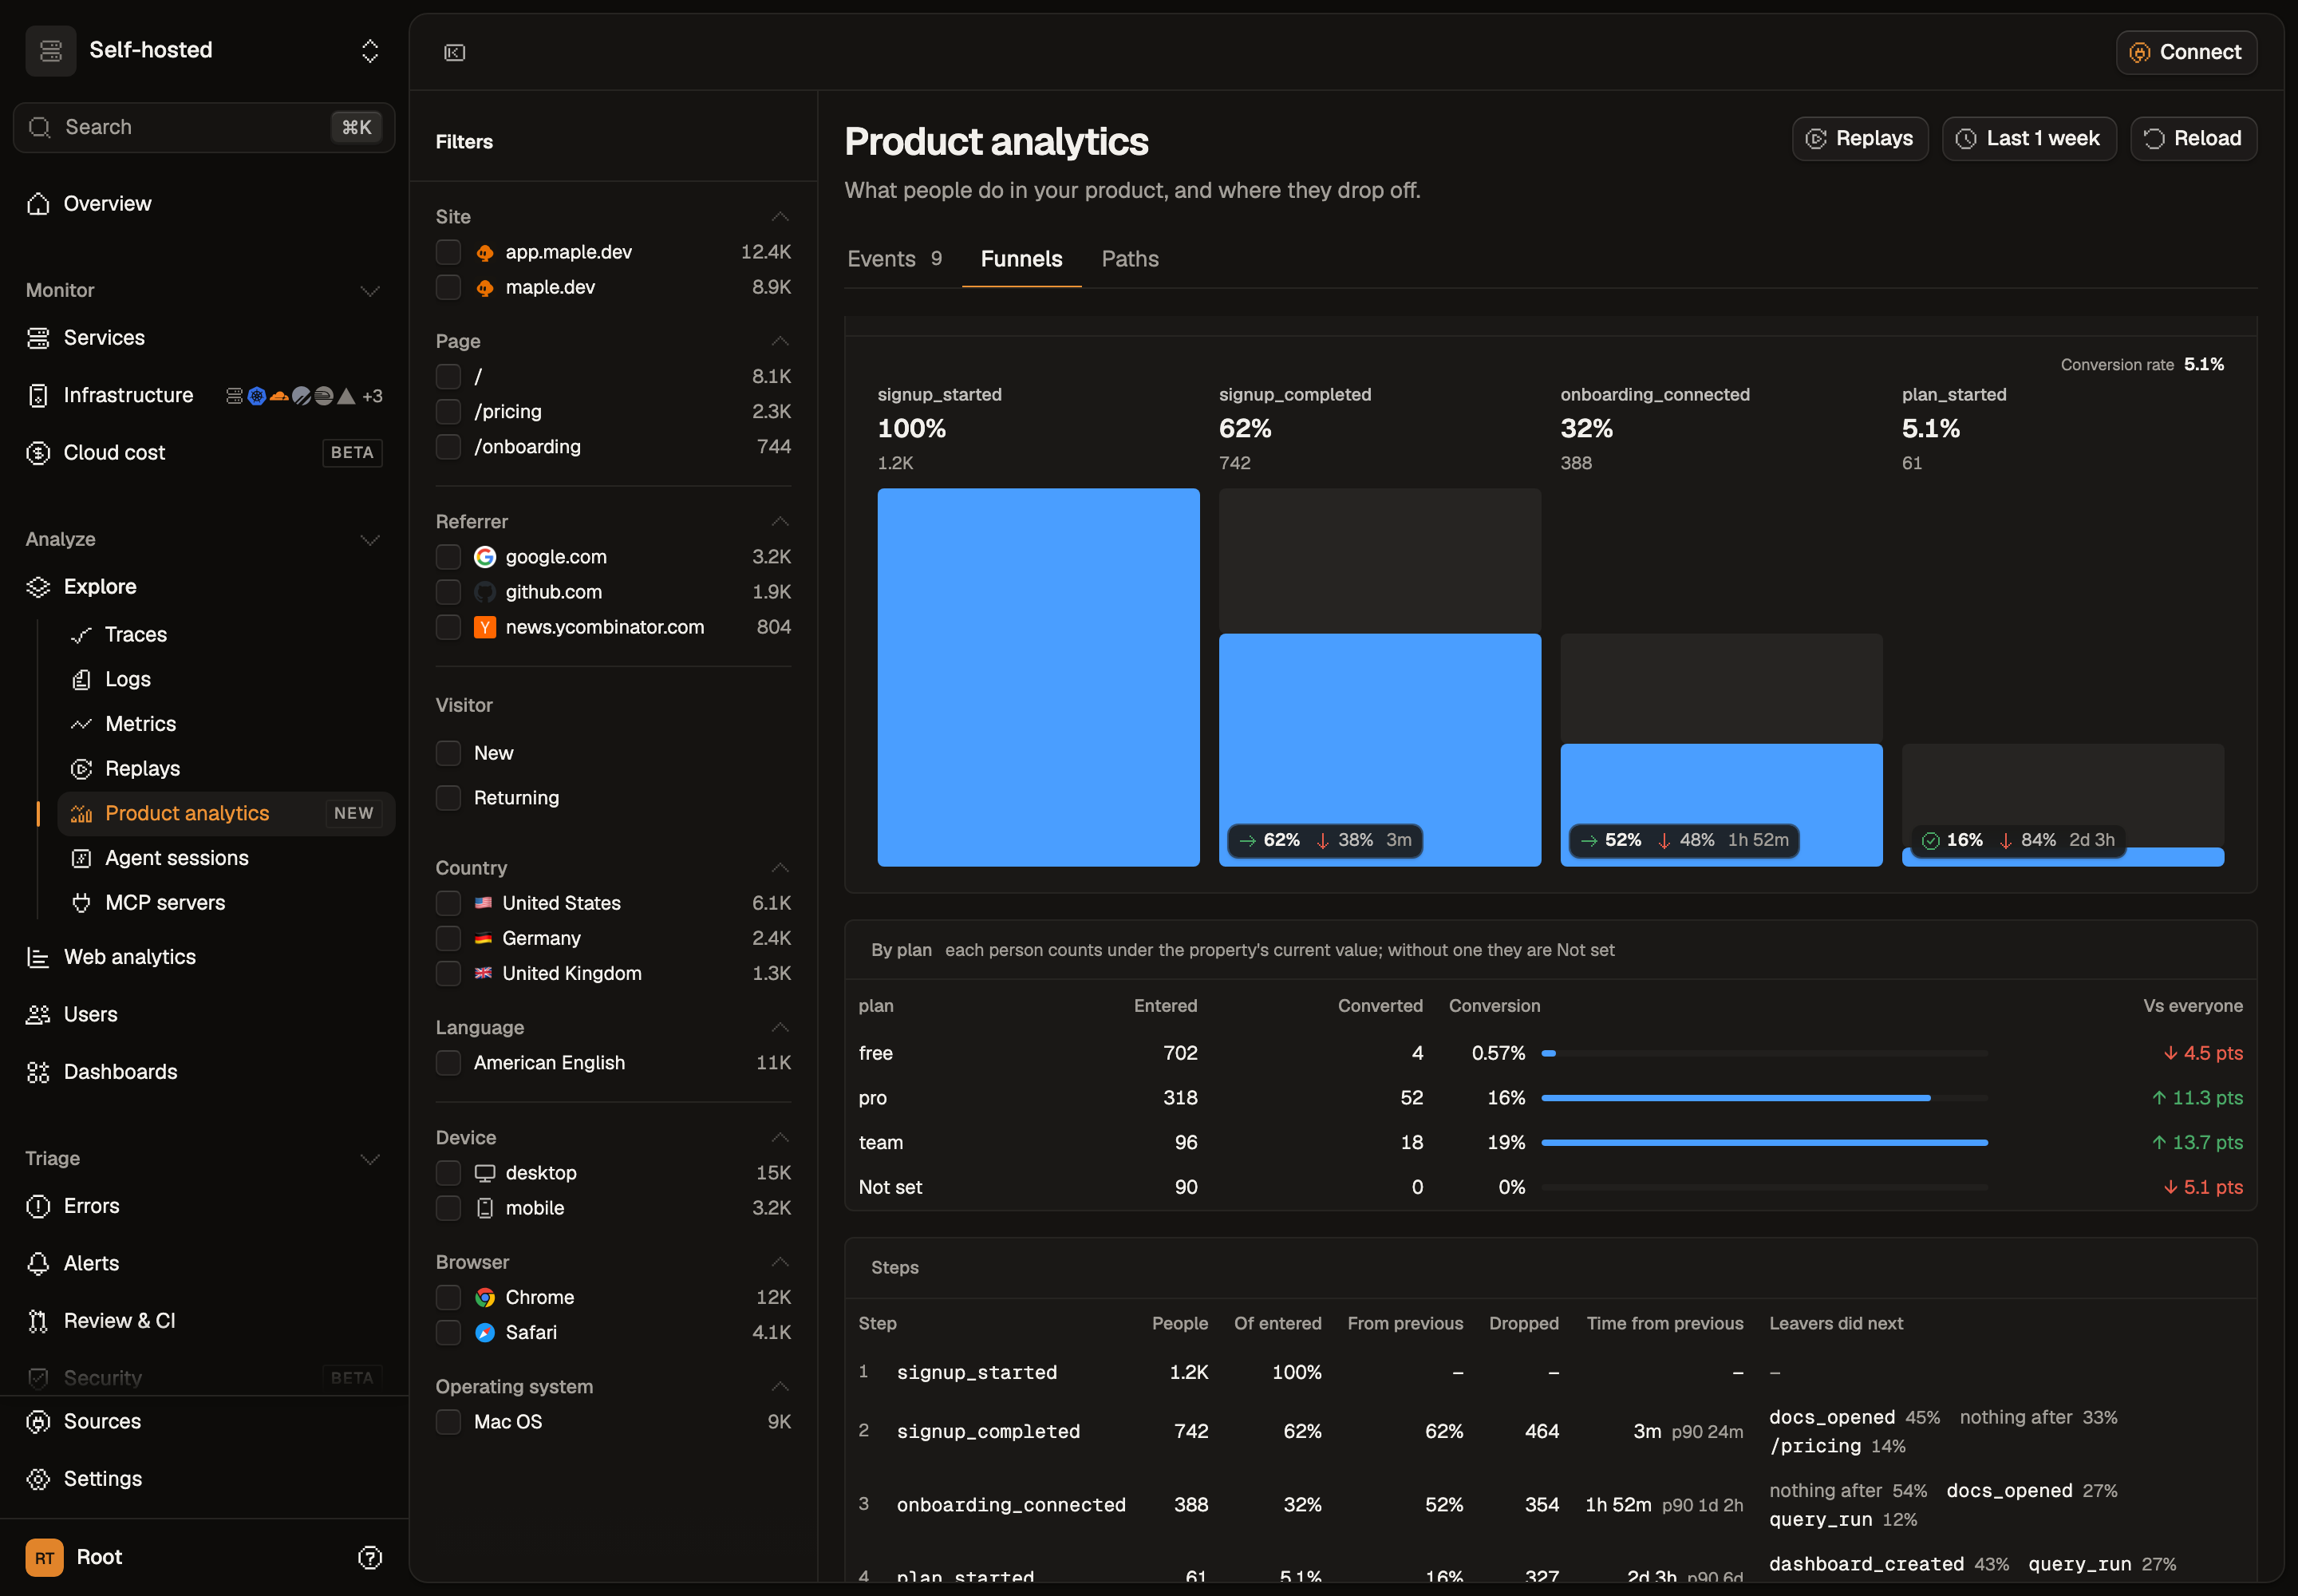 Self-hosted
Search ⌘K
Overview
Monitor
Services
Infrastructure +3
Cloud cost BETA
Analyze
Explore
Traces
Logs
Metrics
Replays
Product analytics NEW
Agent sessions
MCP servers
Web analytics
Users
Dashboards
Triage
Errors
Alerts
Review & CI
Security BETA
Sources
Settings
RT Root
Connect
Filters
Site
app.maple.dev 12.4K
maple.dev 8.9K
Page
/ 8.1K
/pricing 2.3K
/onboarding 744
Referrer
google.com 3.2K
github.com 1.9K
Y news.ycombinator.com 804
Visitor
New
Returning
Country
United States 6.1K
Germany 2.4K
United Kingdom 1.3K
Language
American English 11K
Device
desktop 15K
mobile 3.2K
Browser
Chrome 12K
Safari 4.1K
Operating system
Mac OS 9K
Product analytics
What people do in your product, and where they drop off.
Replays Last 1 week Reload
Events 9 Funnels Paths
Conversion rate 5.1%
signup_started signup_completed onboarding_connected plan_started
100% 62% 32% 5.1%
1.2K 742 388 61
→ 62% ↓ 38% 3m → 52% ↓ 48% 1h 52m 16% ↓ 84% 2d 3h
By plan each person counts under the property's current value; without one they are Not set
plan Entered Converted Conversion Vs everyone
free 702 4 0.57% ↓ 4.5 pts
pro 318 52 16% ↑ 11.3 pts
team 96 18 19% ↑ 13.7 pts
Not set 90 0 0% ↓ 5.1 pts
Steps
Step People Of entered From previous Dropped Time from previous Leavers did next
1 signup_started 1.2K 100% – – – –
2 signup_completed 742 62% 62% 464 3m p90 24m docs_opened 45% nothing after 33%
/pricing 14%
3 onboarding_connected 388 32% 52% 354 1h 52m p90 1d 2h nothing after 54% docs_opened 27%
query_run 12%
4 plan_started 61 5.1% 16% 327 2d 3h p90 6d dashboard_created 43% query_run 27%